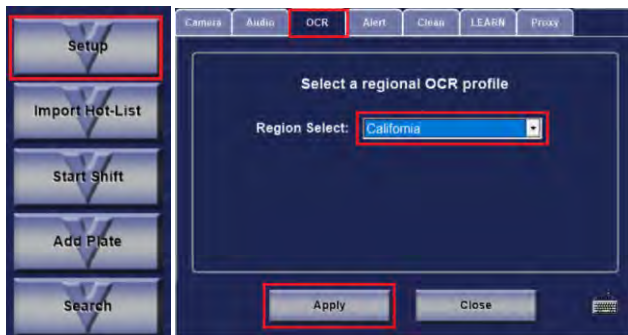 Setup
Import Hot-List
Start Shift
Add Plate
Search
Camera Audio OCR Alert Clean LEARN Proxy
Select a regional OCR profile
Region Select: California
Apply Close